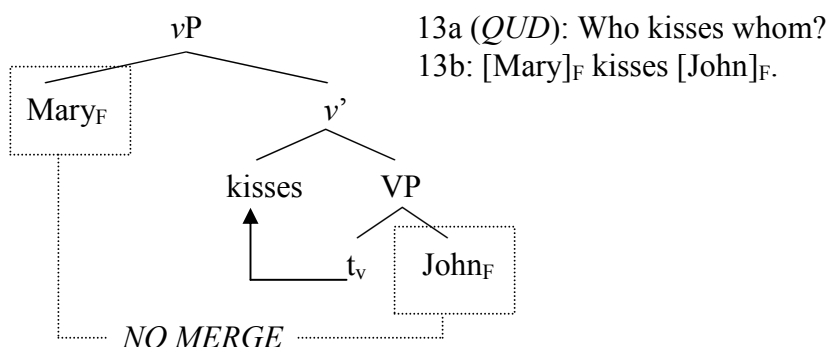 vP
13a (QUD): Who kisses whom?
13b: [Mary]F kisses [John]F.
MaryF
v’
kisses
VP
tv
JohnF
NO MERGE